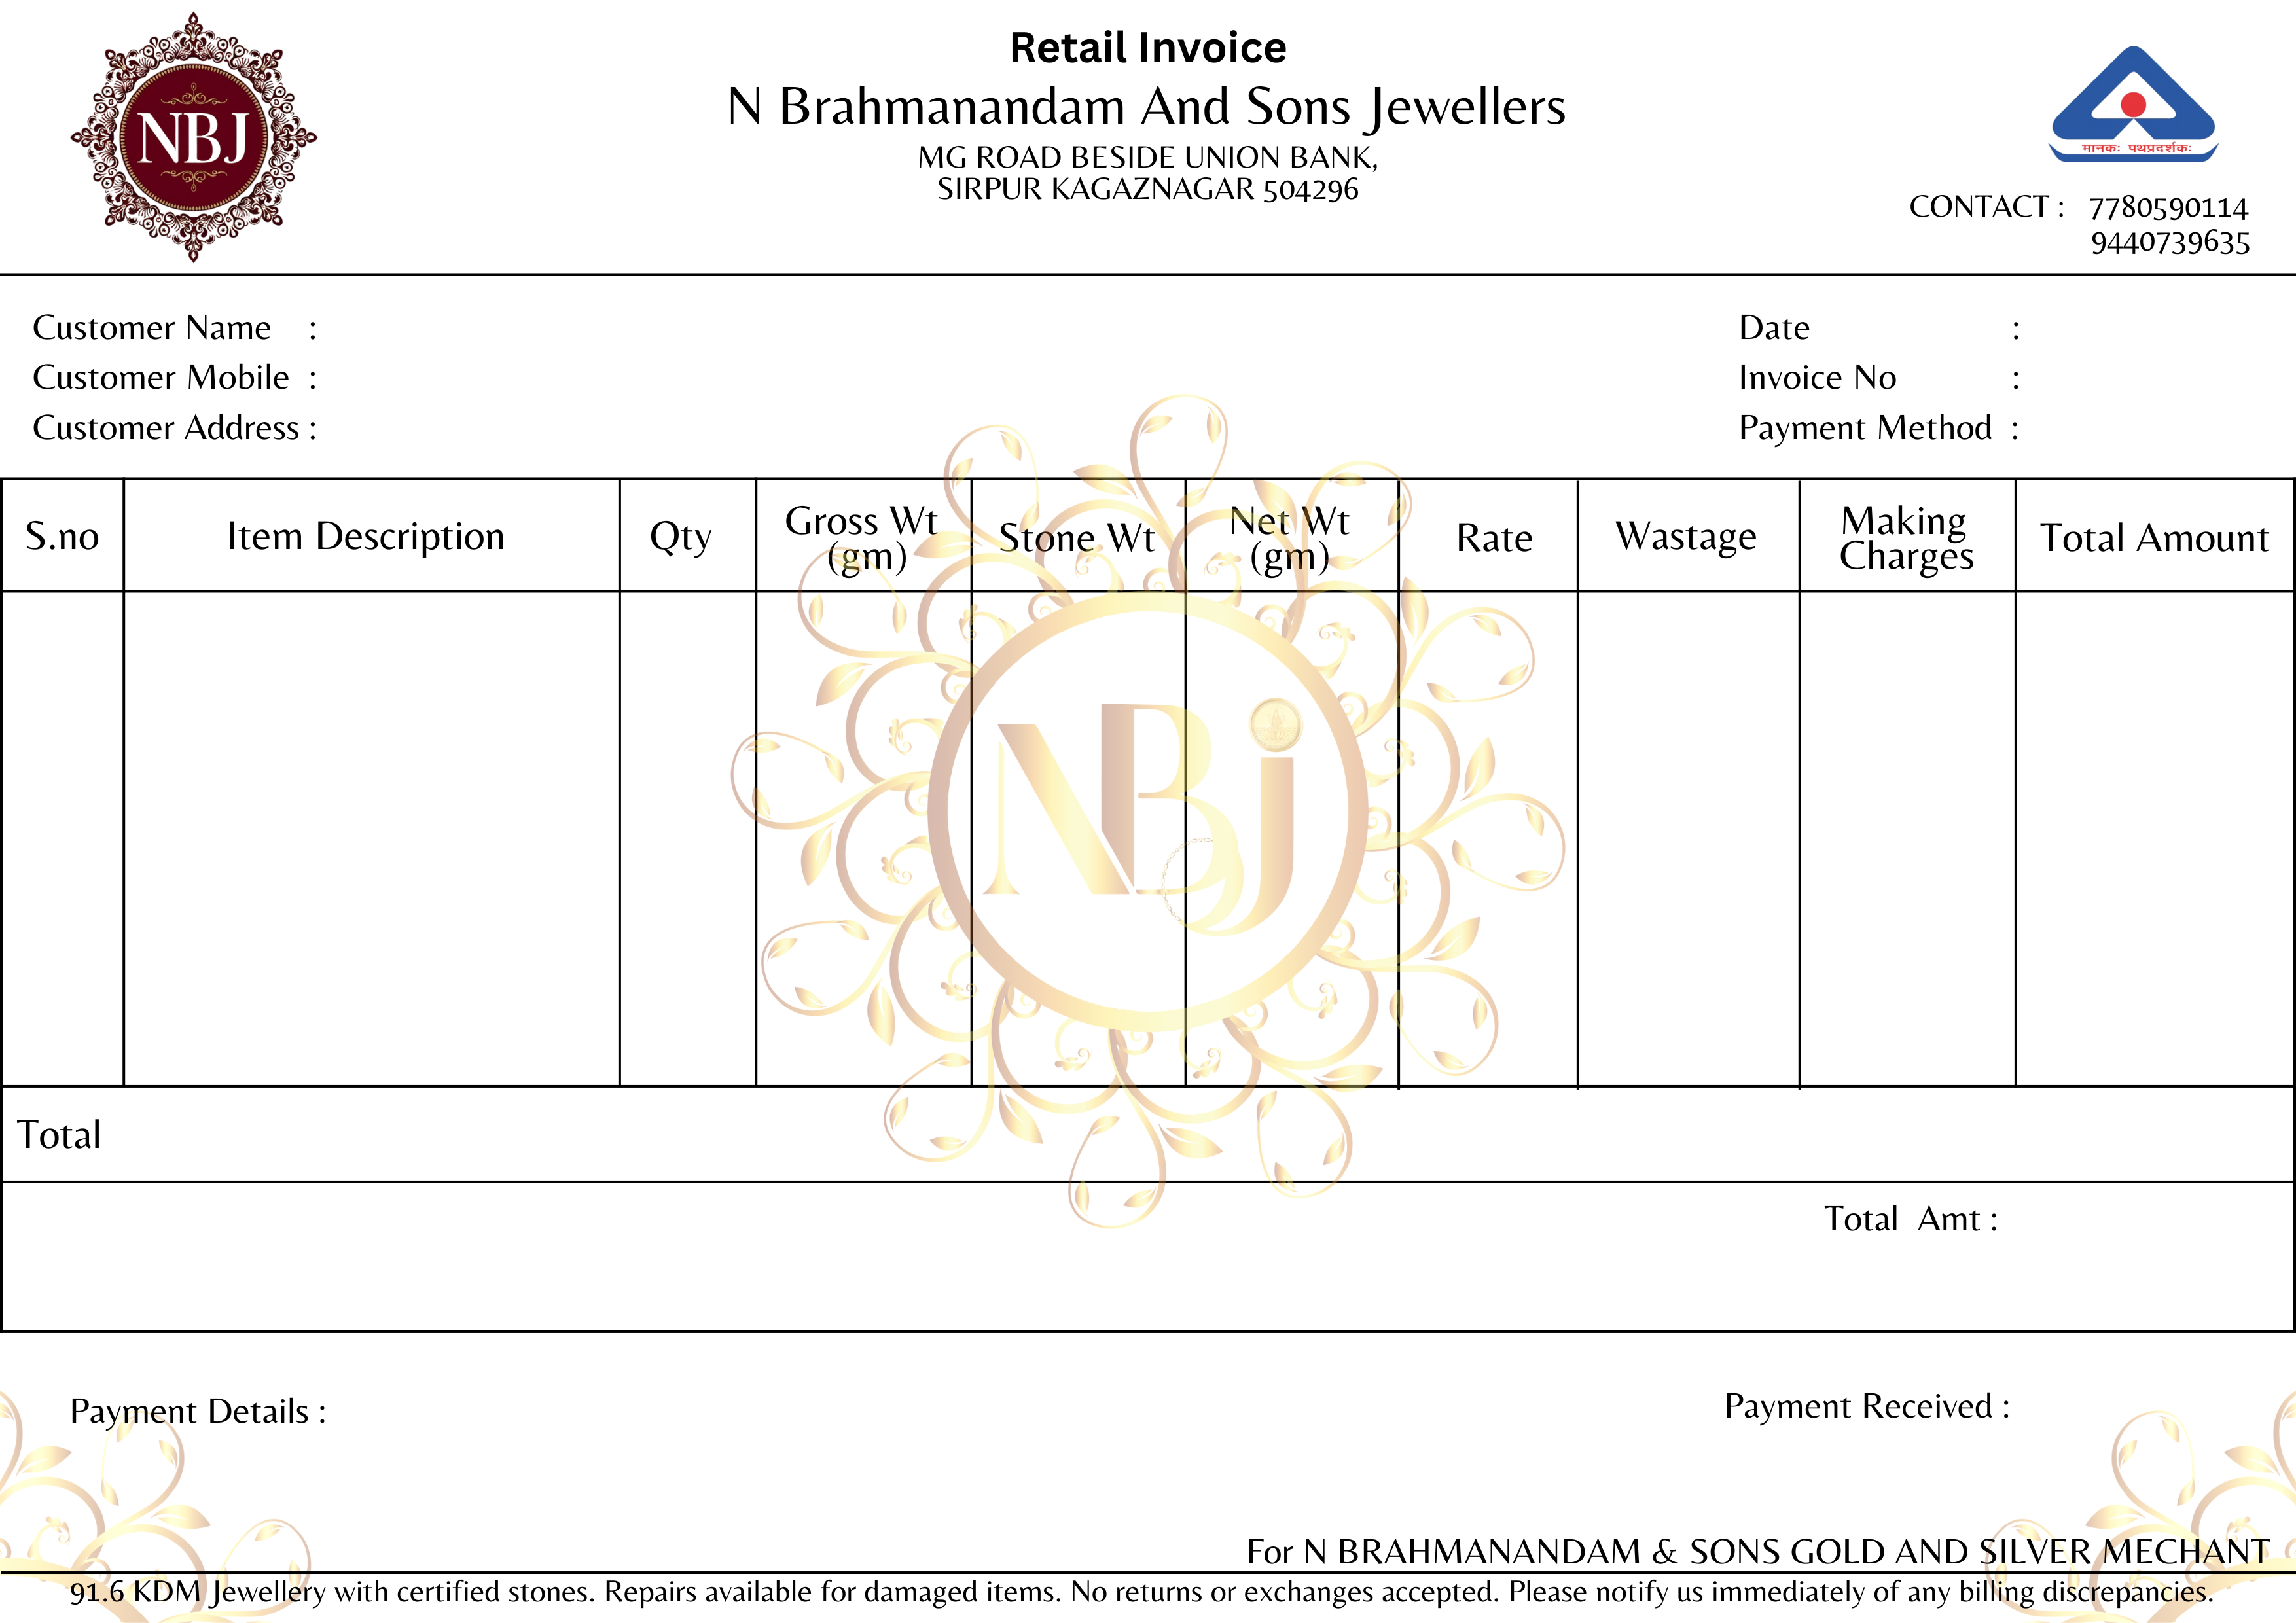 NBJ
Retail Invoice
N Brahmanandam And Sons Jewellers
MG ROAD BESIDE UNION BANK,
SIRPUR KAGAZNAGAR 504296
मानकः पथप्रदर्शकः
CONTACT : 7780590114
9440739635
Customer Name :
Customer Mobile :
Customer Address :
Date :
Invoice No :
Payment Method :
S.no Item Description Qty Gross Wt (gm) Stone Wt Net Wt (gm) Rate Wastage Making Charges Total Amount
NBJ
Total
Total Amt :
Payment Details :
Payment Received :
For N BRAHMANANDAM & SONS GOLD AND SILVER MECHANT
91.6 KDM Jewellery with certified stones. Repairs available for damaged items. No returns or exchanges accepted. Please notify us immediately of any billing discrepancies.